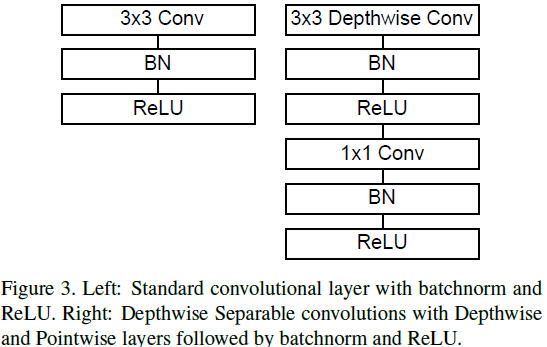 3x3 Conv
BN
ReLU
3x3 Depthwise Conv
BN
ReLU
1x1 Conv
BN
ReLU
Figure 3. Left: Standard convolutional layer with batchnorm and
ReLU. Right: Depthwise Separable convolutions with Depthwise
and Pointwise layers followed by batchnorm and ReLU.